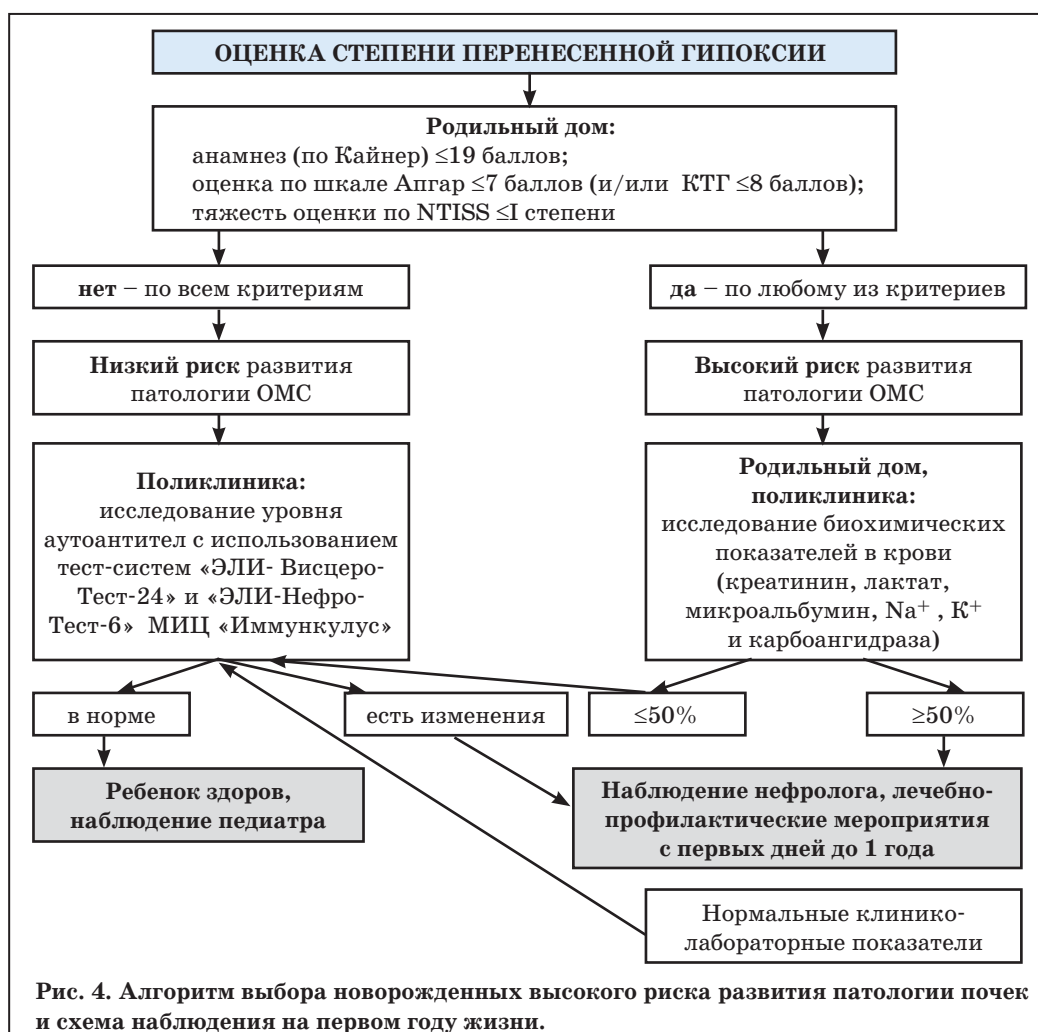 ОЦЕНКА СТЕПЕНИ ПЕРЕНЕСЕННОЙ ГИПОКСИИ
Родильный дом:
анамнез (по Кайнер) ≤19 баллов;
оценка по шкале Апгар ≤7 баллов (и/или КТГ ≤8 баллов);
тяжесть оценки по NTISS ≤I степени
нет – по всем критериям
да – по любому из критериев
Низкий риск развития
патологии ОМС
Высокий риск развития
патологии ОМС
Поликлиника:
исследование уровня
аутоантител с использованием
тест-систем «ЭЛИ- Висцеро-
Тест-24» и «ЭЛИ-Нефро-
Тест-6» МИЦ «Иммункулус»
Родильный дом,
поликлиника:
исследование биохимических
показателей в крови
(креатинин, лактат,
микроальбумин, Na⁺ , К⁺
и карбоангидраза)
в норме
есть изменения
≤50%
≥50%
Ребенок здоров,
наблюдение педиатра
Наблюдение нефролога, лечебно-
профилактические мероприятия
с первых дней до 1 года
Нормальные клинико-
лабораторные показатели
Рис. 4. Алгоритм выбора новорожденных высокого риска развития патологии почек
и схема наблюдения на первом году жизни.